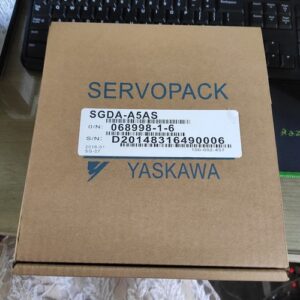 SERVOPACK
SGDA-A5AS
O/N: 068998-1-6
S/N: D20148316490006
YASKAWA